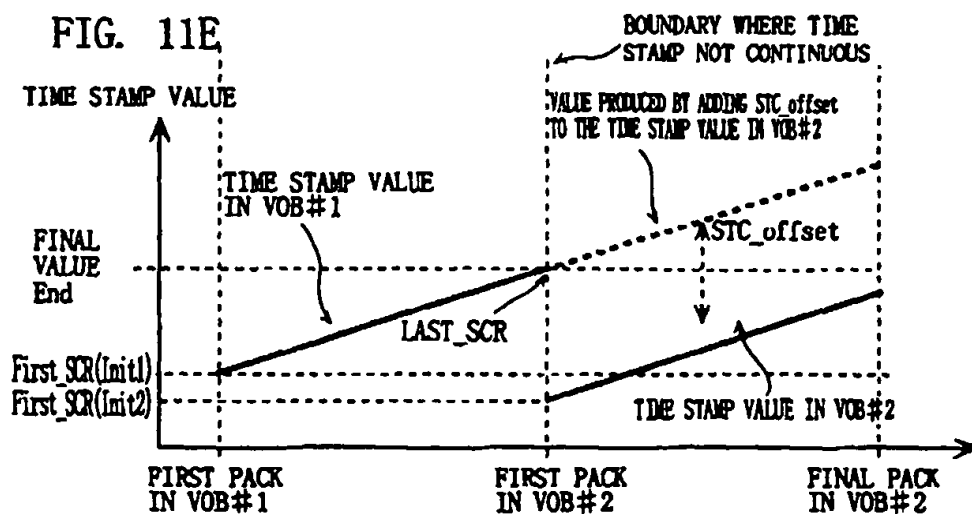 FIG. 11E
BOUNDARY WHERE TIME
STAMP NOT CONTINUOUS
TIME STAMP VALUE
VALUE PRODUCED BY ADDING STC_offset
TO THE TIME STAMP VALUE IN VOB#2
TIME STAMP VALUE
IN VOB#1
STC_offset
FINAL
VALUE
End
LAST_SCR
First_SCR(Init1)
First_SCR(Init2)
TIME STAMP VALUE IN VOB#2
FIRST PACK
IN VOB#1
FIRST PACK
IN VOB#2
FINAL PACK
IN VOB#2